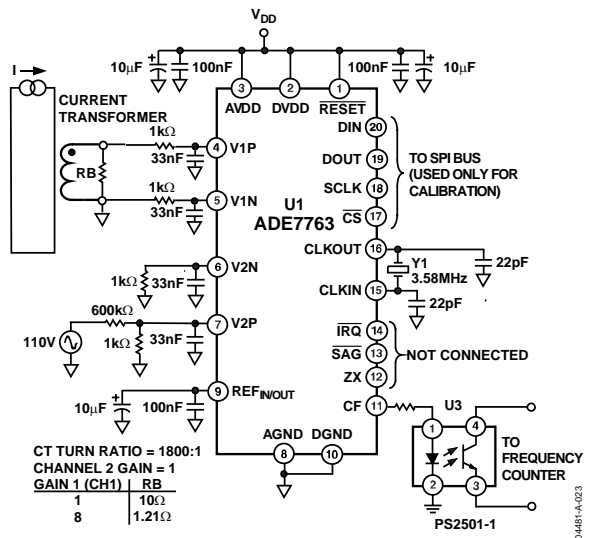 VDD
10μF
100nF
100nF
10μF
3
2
1
AVDD
DVDD
RESET
I
CURRENT
TRANSFORMER
1kΩ
33nF
4
V1P
RB
1kΩ
33nF
5
V1N
U1
ADE7763
DIN
20
DOUT
19
SCLK
18
CS
17
TO SPI BUS
(USED ONLY FOR
CALIBRATION)
CLKOUT
16
Y1
3.58MHz
22pF
CLKIN
15
22pF
6
V2N
1kΩ
33nF
600kΩ
110V
1kΩ
33nF
7
V2P
IRQ
14
SAG
13
NOT CONNECTED
ZX
12
9
REFIN/OUT
10μF
100nF
CF
11
U3
1
4
TO
FREQUENCY
COUNTER
2
3
PS2501-1
AGND
DGND
8
10
CT TURN RATIO = 1800:1
CHANNEL 2 GAIN = 1
GAIN 1 (CH1) RB
1 10Ω
8 1.21Ω
04481-A-023